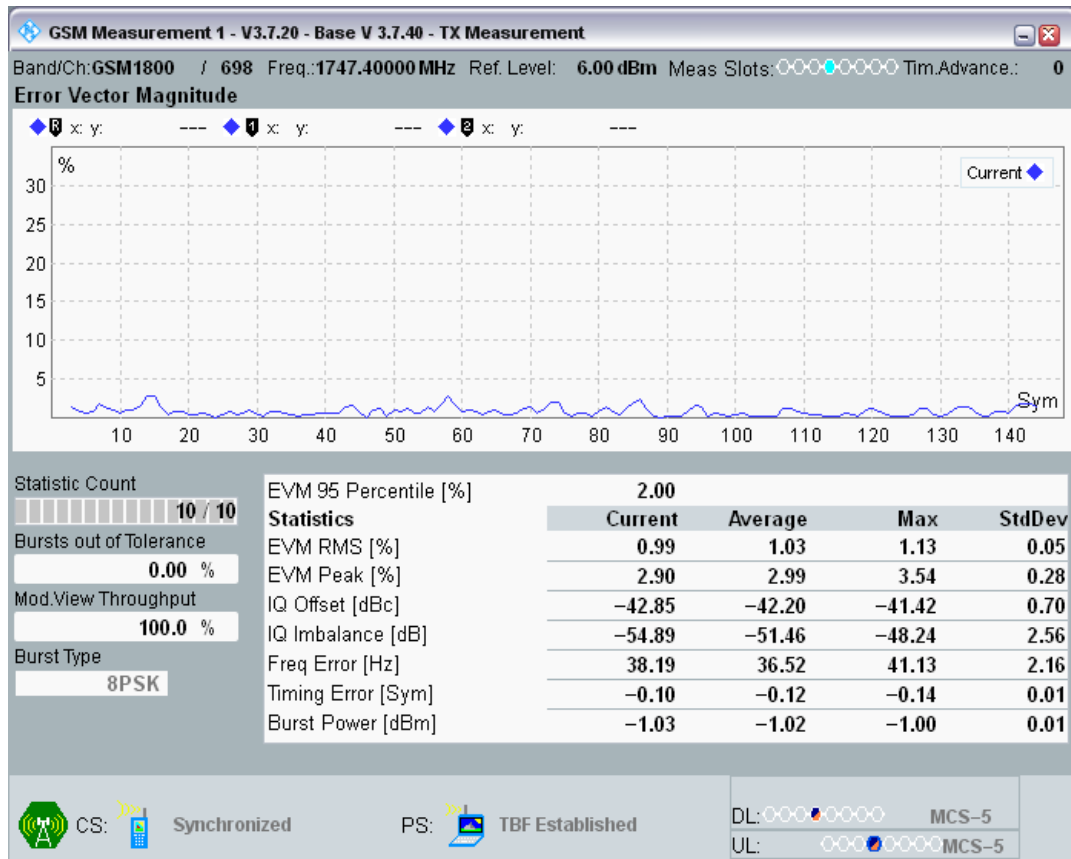 GSM Measurement 1 - V3.7.20 - Base V 3.7.40 - TX Measurement
Band/Ch:GSM1800 / 698 Freq.:1747.40000 MHz Ref. Level: 6.00 dBm Meas Slots: Tim.Advance.: 0
Error Vector Magnitude
R x: y: --- 1 x: y: --- 2 x: y: ---
%
Current
30
25
20
15
10
5
Sym
10 20 30 40 50 60 70 80 90 100 110 120 130 140
Statistic Count
10 / 10
Bursts out of Tolerance
0.00 %
Mod.View Throughput
100.0 %
Burst Type
8PSK
EVM 95 Percentile [%] 2.00
Statistics Current Average Max StdDev
EVM RMS [%] 0.99 1.03 1.13 0.05
EVM Peak [%] 2.90 2.99 3.54 0.28
IQ Offset [dBc] −42.85 −42.20 −41.42 0.70
IQ Imbalance [dB] −54.89 −51.46 −48.24 2.56
Freq Error [Hz] 38.19 36.52 41.13 2.16
Timing Error [Sym] −0.10 −0.12 −0.14 0.01
Burst Power [dBm] −1.03 −1.02 −1.00 0.01
CS: Synchronized PS: TBF Established
DL: MCS−5
UL: MCS−5